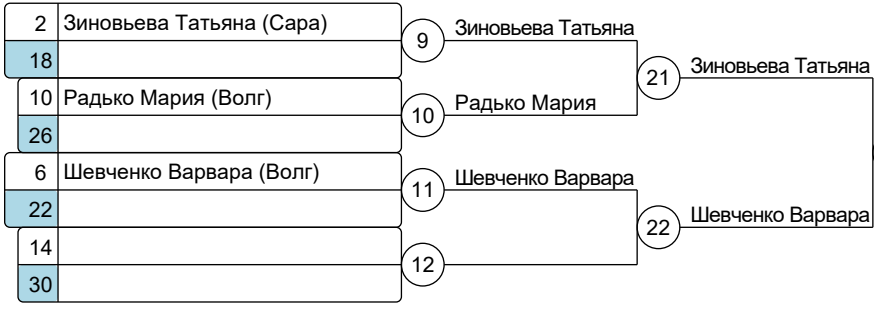 2 Зиновьева Татьяна (Сара)
18
9 Зиновьева Татьяна
10 Радько Мария (Волг)
26
10 Радько Мария
21 Зиновьева Татьяна
6 Шевченко Варвара (Волг)
22
11 Шевченко Варвара
14
30
12
22 Шевченко Варвара